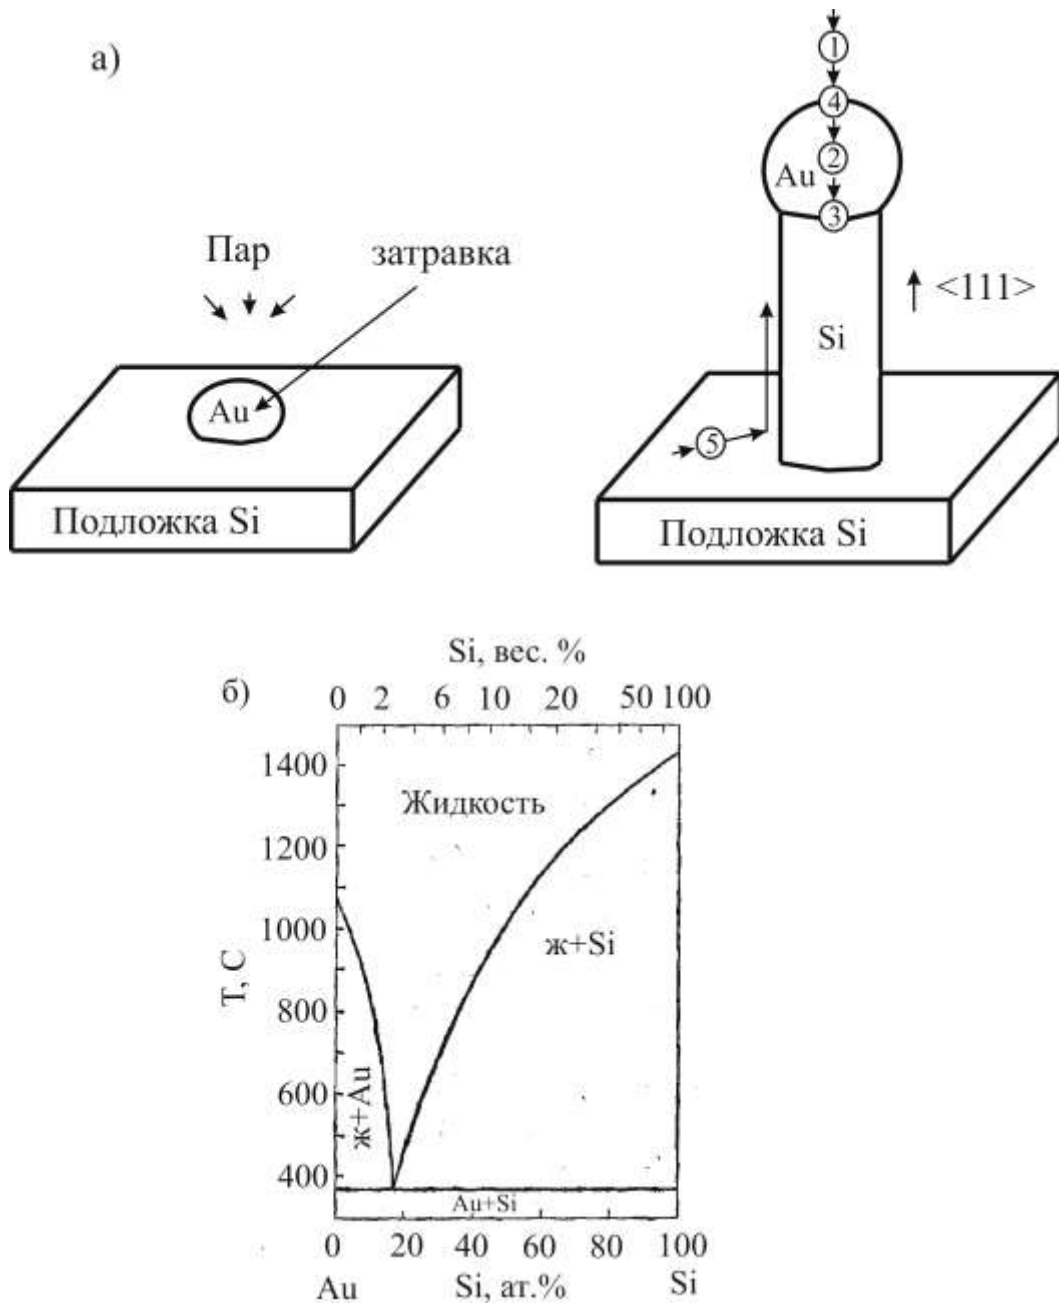 а)
Пар
затравка
Au
Подложка Si
1
4
2
Au
3
<111>
Si
5
Подложка Si
Si, вес. %
б)
0 2 6 10 20 50 100
1400
1200
1000
800
600
400
T, C
Жидкость
ж+Si
ж+Au
Au+Si
0 20 40 60 80 100
Au Si, ат.% Si